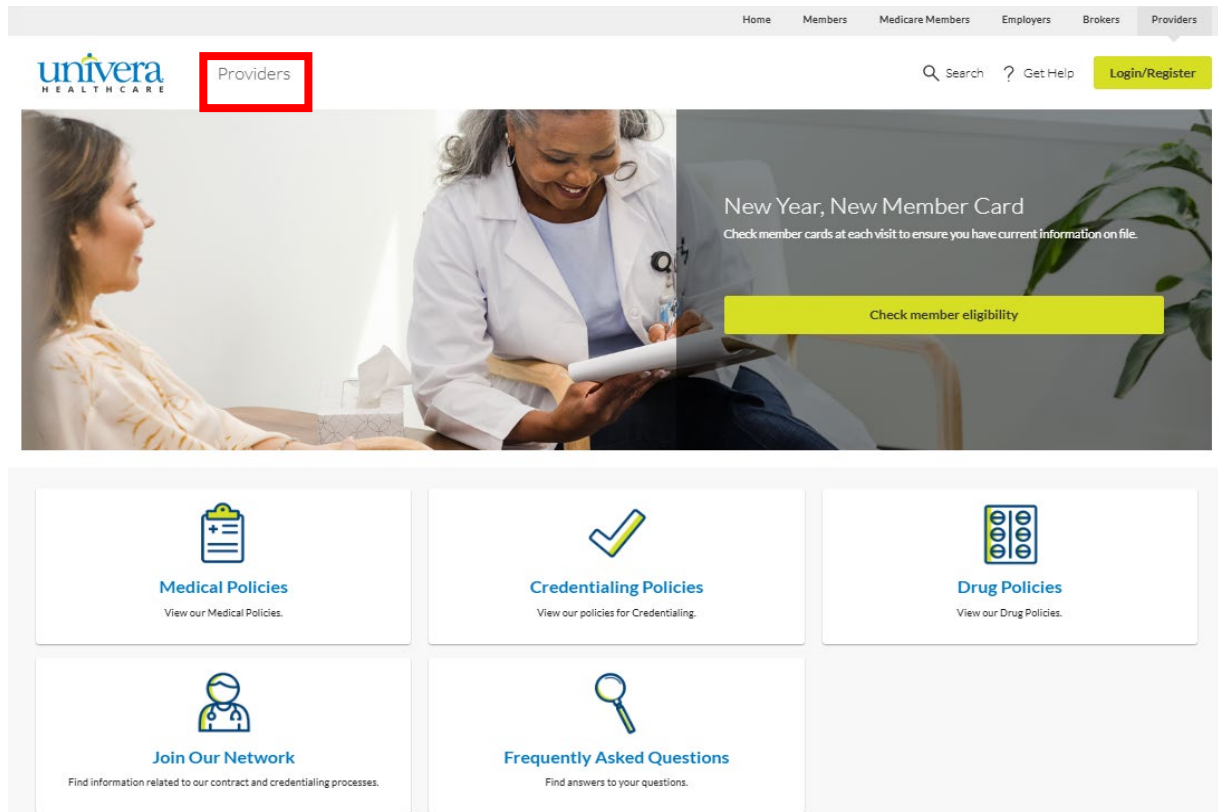 Home Members Medicare Members Employers Brokers Providers
univera
HEALTHCARE
Providers
Search ? Get Help Login/Register
New Year, New Member Card
Check member cards at each visit to ensure you have current information on file.
Check member eligibility
Medical Policies
View our Medical Policies.
Credentialing Policies
View our policies for Credentialing.
Drug Policies
View our Drug Policies.
Join Our Network
Find information related to our contract and credentialing processes.
Frequently Asked Questions
Find answers to your questions.